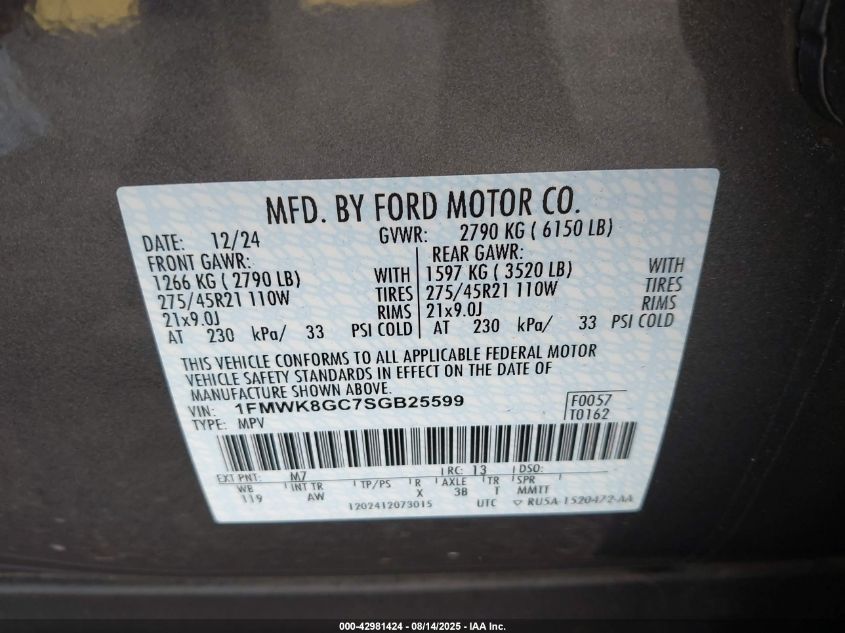 MFD. BY FORD MOTOR CO.
DATE: 12/24 GVWR: 2790 KG ( 6150 LB)
FRONT GAWR: REAR GAWR:
1266 KG ( 2790 LB) WITH 1597 KG ( 3520 LB) WITH
275/45R21 110W TIRES 275/45R21 110W TIRES
21x9.0J RIMS 21x9.0J RIMS
AT 230 kPa/ 33 PSI COLD AT 230 kPa/ 33 PSI COLD
THIS VEHICLE CONFORMS TO ALL APPLICABLE FEDERAL MOTOR
VEHICLE SAFETY STANDARDS IN EFFECT ON THE DATE OF
MANUFACTURE SHOWN ABOVE.
VIN: 1FMWK8GC7SGB25599 F0057
TYPE: MPV T0162
EXT PNT: M7 RC: 13 DSO:
WB INT TR TP/PS R AXLE TR SPR
119 AW X 3B T MMTT
1202412073015 UTC ▽ RU5A-1520472-AA
000-42981424 - 08/14/2025 - IAA Inc.